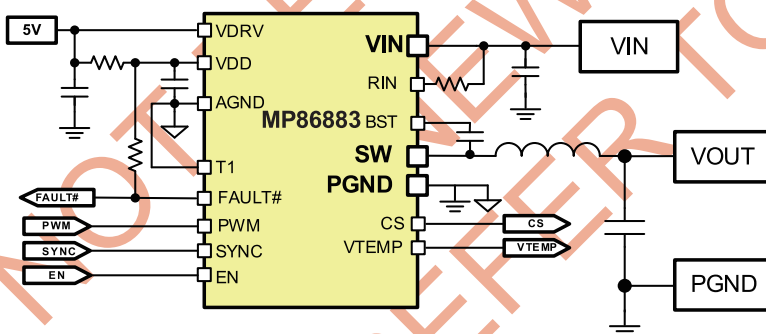 5V
VDRV
VDD
AGND
T1
FAULT#
PWM
SYNC
EN
MP86883
VIN
RIN
BST
SW
PGND
CS
VTEMP
FAULT#
PWM
SYNC
EN
CS
VTEMP
VIN
VOUT
PGND